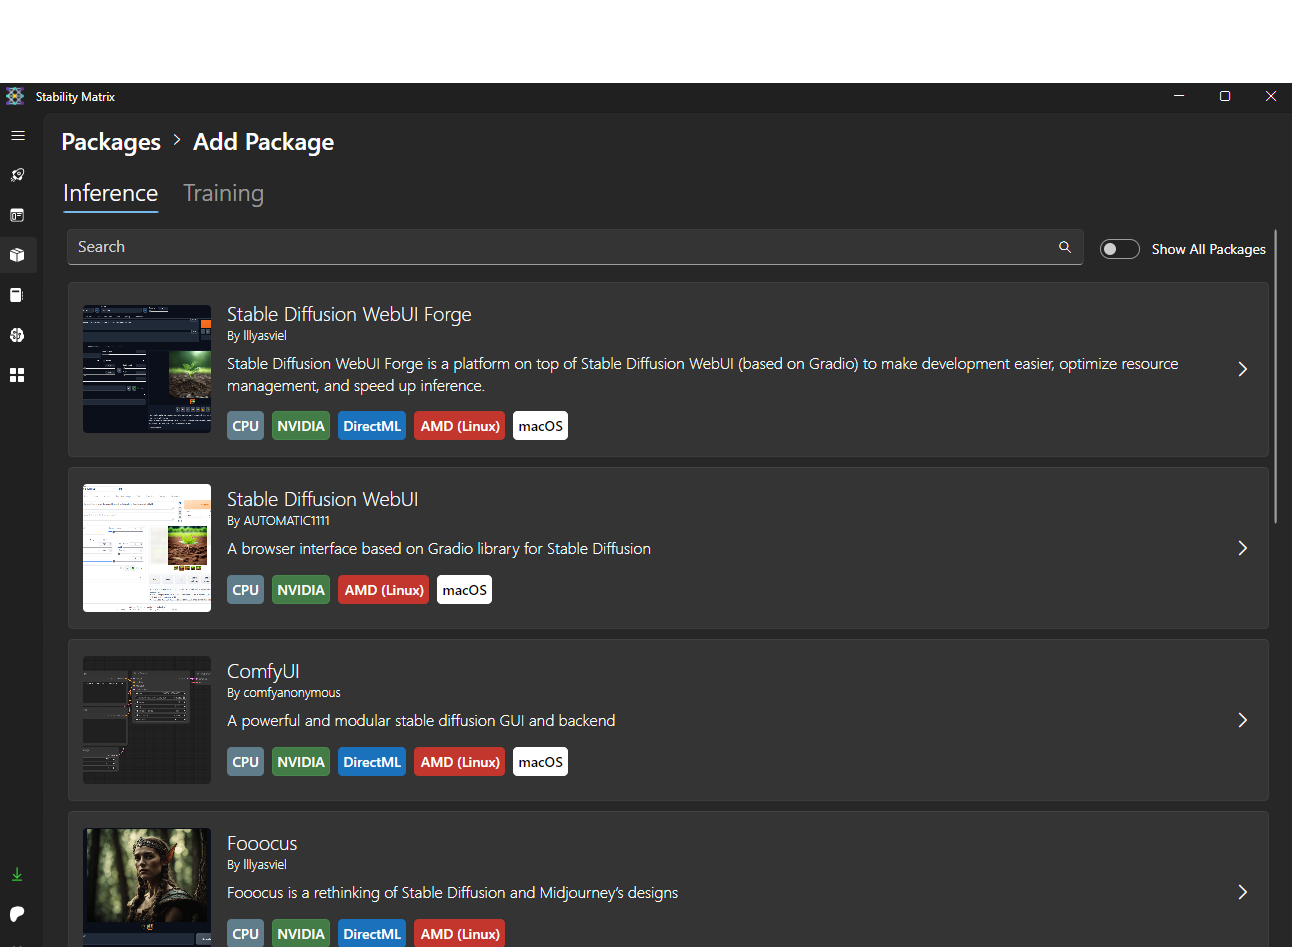 Stability Matrix
Packages > Add Package
Inference Training
Search
Show All Packages
Stable Diffusion WebUI Forge
By lllyasviel
Stable Diffusion WebUI Forge is a platform on top of Stable Diffusion WebUI (based on Gradio) to make development easier, optimize resource
management, and speed up inference.
CPU NVIDIA DirectML AMD (Linux) macOS
Stable Diffusion WebUI
By AUTOMATIC1111
A browser interface based on Gradio library for Stable Diffusion
CPU NVIDIA AMD (Linux) macOS
ComfyUI
By comfyanonymous
A powerful and modular stable diffusion GUI and backend
CPU NVIDIA DirectML AMD (Linux) macOS
Fooocus
By lllyasviel
Fooocus is a rethinking of Stable Diffusion and Midjourney’s designs
CPU NVIDIA DirectML AMD (Linux)